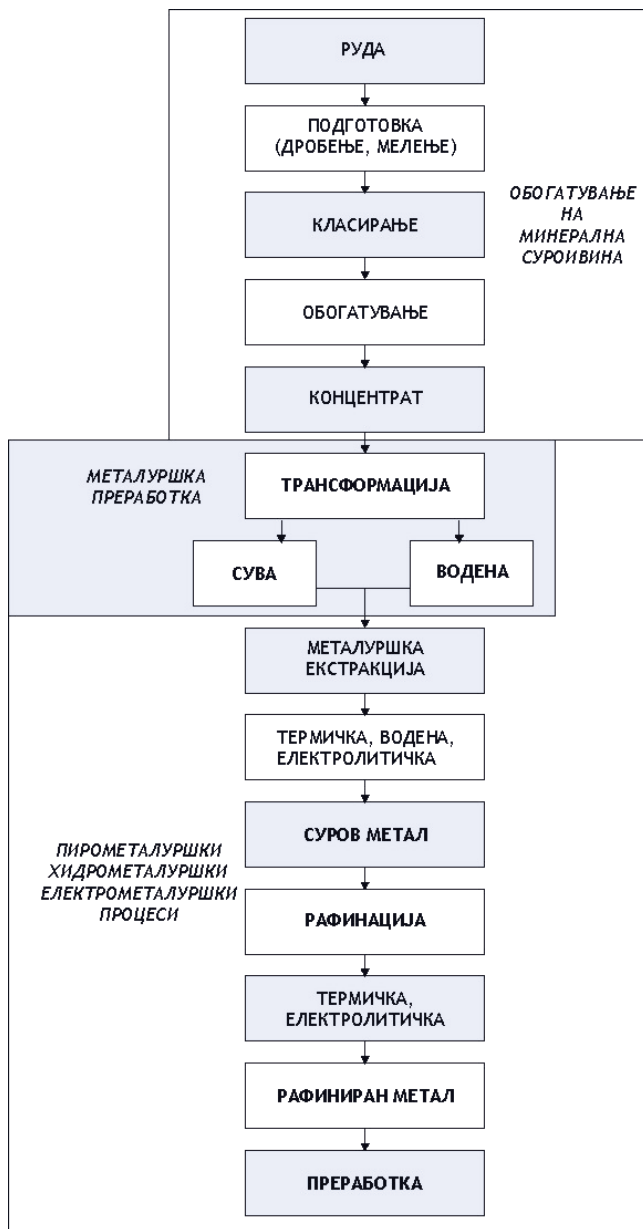 РУДА
ПОДГОТОВКА
(ДРОБЕЊЕ, МЕЛЕЊЕ)
КЛАСИРАЊЕ
ОБОГАТУВАЊЕ
КОНЦЕНТРАТ
ОБОГАТУВАЊЕ
НА
МИНЕРАЛНА
СУРОИВИНА
МЕТАЛУРШКА
ПРЕРАБОТКА
ТРАНСФОРМАЦИЈА
СУВА
ВОДЕНА
МЕТАЛУРШКА
ЕКСТРАКЦИЈА
ТЕРМИЧКА, ВОДЕНА,
ЕЛЕКТРОЛИТИЧКА
СУРОВ МЕТАЛ
ПИРОМЕТАЛУРШКИ
ХИДРОМЕТАЛУРШКИ
ЕЛЕКТРОМЕТАЛУРШКИ
ПРОЦЕСИ
РАФИНАЦИЈА
ТЕРМИЧКА,
ЕЛЕКТРОЛИТИЧКА
РАФИНИРАН МЕТАЛ
ПРЕРАБОТКА